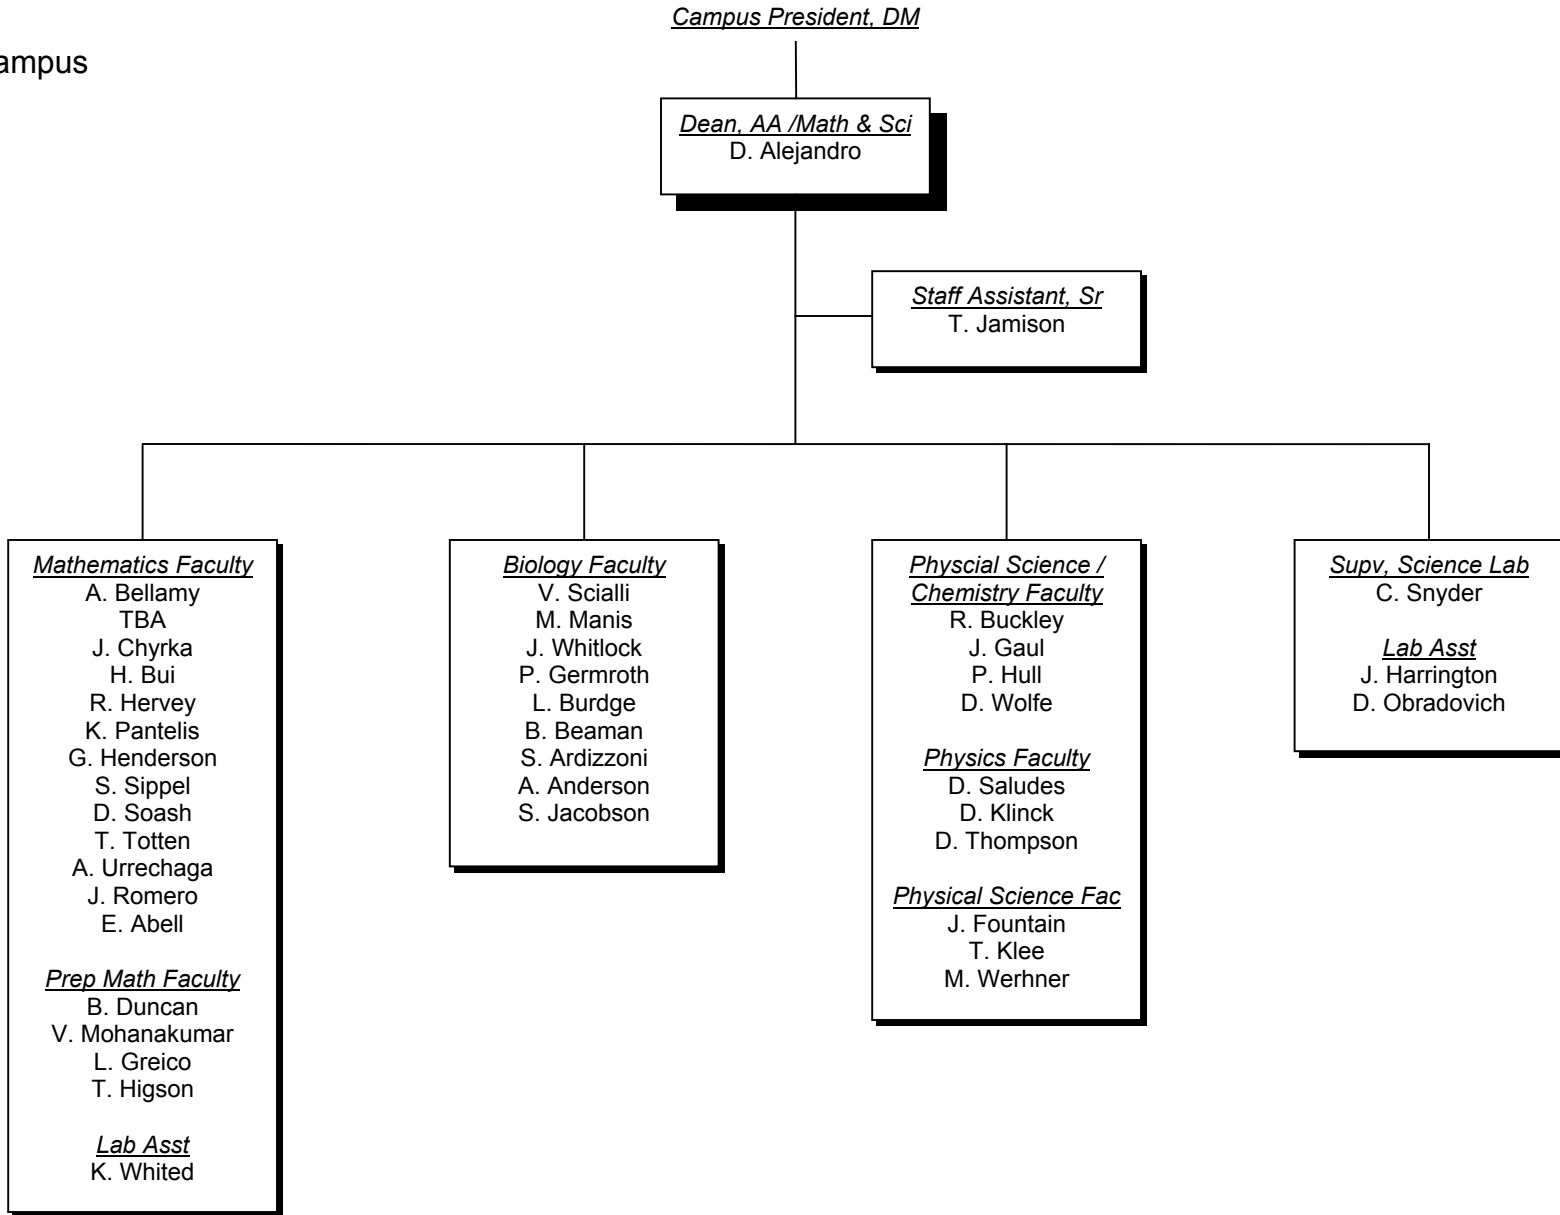 Campus President, DM
ampus
Dean, AA /Math & Sci
D. Alejandro
Staff Assistant, Sr
T. Jamison
Mathematics Faculty
A. Bellamy
TBA
J. Chyrka
H. Bui
R. Hervey
K. Pantelis
G. Henderson
S. Sippel
D. Soash
T. Totten
A. Urrechaga
J. Romero
E. Abell
Prep Math Faculty
B. Duncan
V. Mohanakumar
L. Greico
T. Higson
Lab Asst
K. Whited
Biology Faculty
V. Scialli
M. Manis
J. Whitlock
P. Germroth
L. Burdge
B. Beaman
S. Ardizzoni
A. Anderson
S. Jacobson
Physcial Science /
Chemistry Faculty
R. Buckley
J. Gaul
P. Hull
D. Wolfe
Physics Faculty
D. Saludes
D. Klinck
D. Thompson
Physical Science Fac
J. Fountain
T. Klee
M. Werhner
Supv, Science Lab
C. Snyder
Lab Asst
J. Harrington
D. Obradovich